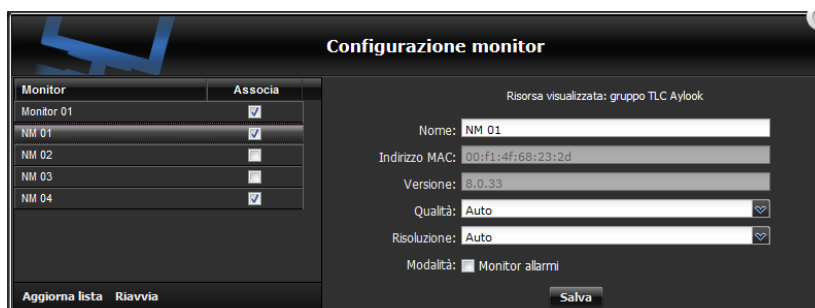 Configurazione monitor
Monitor Associa
Monitor 01
NM 01
NM 02
NM 03
NM 04
Aggiorna lista Riavvia
Risorsa visualizzata: gruppo TLC Aylook
Nome: NM 01
Indirizzo MAC: 00:f1:4f:68:23:2d
Versione: 8.0.33
Qualità: Auto
Risoluzione: Auto
Modalità: Monitor allarmi
Salva